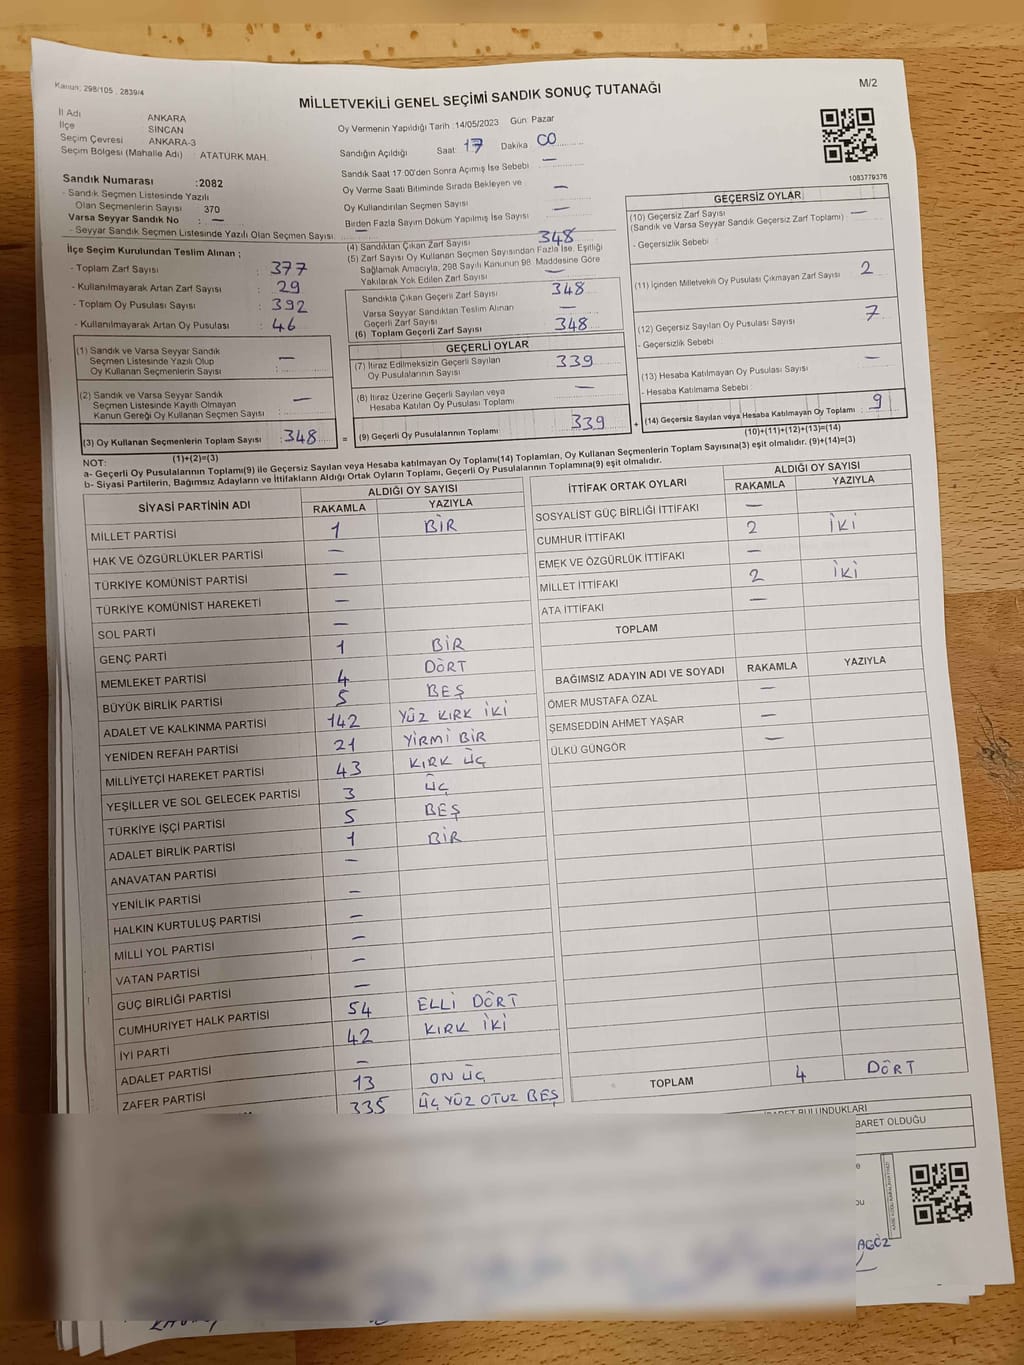 Kanun: 298/105 . 2839/4
M/2
MİLLETVEKİLİ GENEL SEÇİMİ SANDIK SONUÇ TUTANAĞI
İl Adı ANKARA
İlçe SİNCAN
Seçim Çevresi ANKARA-3
Seçim Bölgesi (Mahalle Adı) : ATATÜRK MAH.
Oy Vermenin Yapıldığı Tarih :14/05/2023 Gün: Pazar
Sandığın Açıldığı Saat: 17 Dakika: 00
Sandık Saat 17.00'den Sonra Açımış İse Sebebi —
Oy Verme Saati Bitiminde Sırada Bekleyen ve
Oy Kullandırılan Seçmen Sayısı —
Birden Fazla Sayım Döküm Yapılmış İse Sayısı —
1083779376
Sandık Numarası :2082
- Sandık Seçmen Listesinde Yazılı
Olan Seçmenlerin Sayısı : 370
Varsa Seyyar Sandık No : —
- Seyyar Sandık Seçmen Listesinde Yazılı Olan Seçmen Sayısı: —
İlçe Seçim Kurulundan Teslim Alınan ;
- Toplam Zarf Sayısı : 377
- Kullanılmayarak Artan Zarf Sayısı : 29
- Toplam Oy Pusulası Sayısı : 392
- Kullanılmayarak Artan Oy Pusulası : 46
(1) Sandık ve Varsa Seyyar Sandık
Seçmen Listesinde Yazılı Olup
Oy Kullanan Seçmenlerin Sayısı : —
(2) Sandık ve Varsa Seyyar Sandık
Seçmen Listesinde Kayıtlı Olmayan
Kanun Gereği Oy Kullanan Seçmen Sayısı : —
(3) Oy Kullanan Seçmenlerin Toplam Sayısı : 348
(1)+(2)=(3)
(4) Sandıktan Çıkan Zarf Sayısı 348
(5) Zarf Sayısı Oy Kullanan Seçmen Sayısından Fazla İse, Eşitliği
Sağlamak Amacıyla, 298 Sayılı Kanunun 98. Maddesine Göre
Yakılarak Yok Edilen Zarf Sayısı —
Sandıkta Çıkan Geçerli Zarf Sayısı 348
Varsa Seyyar Sandıktan Teslim Alınan
Geçerli Zarf Sayısı —
(6) Toplam Geçerli Zarf Sayısı 348
GEÇERLİ OYLAR
(7) İtiraz Edilmeksizin Geçerli Sayılan
Oy Pusulalarının Sayısı 339
(8) İtiraz Üzerine Geçerli Sayılan veya
Hesaba Katılan Oy Pusulası Toplamı —
= (9) Geçerli Oy Pusulalarının Toplamı 339 +
GEÇERSİZ OYLAR
(10) Geçersiz Zarf Sayısı
(Sandık ve Varsa Seyyar Sandık Geçersiz Zarf Toplamı) —
- Geçersizlik Sebebi :
(11) İçinden Milletvekili Oy Pusulası Çıkmayan Zarf Sayısı 2
(12) Geçersiz Sayılan Oy Pusulası Sayısı 7
- Geçersizlik Sebebi :
(13) Hesaba Katılmayan Oy Pusulası Sayısı —
- Hesaba Katılmama Sebebi :
(14) Geçersiz Sayılan veya Hesaba Katılmayan Oy Toplamı : 9
(10)+(11)+(12)+(13)=(14)
NOT:
a- Geçerli Oy Pusulalarının Toplamı(9) ile Geçersiz Sayılan veya Hesaba katılmayan Oy Toplamı(14) Toplamları, Oy Kullanan Seçmenlerin Toplam Sayısına(3) eşit olmalıdır. (9)+(14)=(3)
b- Siyasi Partilerin, Bağımsız Adayların ve İttifakların Aldığı Ortak Oyların Toplamı, Geçerli Oy Pusulalarının Toplamına(9) eşit olmalıdır.
SİYASİ PARTİNİN ADI ALDIĞI OY SAYISI
RAKAMLA YAZIYLA
MİLLET PARTİSİ 1 BİR
HAK VE ÖZGÜRLÜKLER PARTİSİ —
TÜRKİYE KOMÜNİST PARTİSİ —
TÜRKİYE KOMÜNİST HAREKETİ —
SOL PARTİ —
GENÇ PARTİ 1 BİR
MEMLEKET PARTİSİ 4 DÖRT
BÜYÜK BİRLİK PARTİSİ 5 BEŞ
ADALET VE KALKINMA PARTİSİ 142 YÜZ KIRK İKİ
YENİDEN REFAH PARTİSİ 21 YİRMİ BİR
MİLLİYETÇİ HAREKET PARTİSİ 43 KIRK ÜÇ
YEŞİLLER VE SOL GELECEK PARTİSİ 3 ÜÇ
TÜRKİYE İŞÇİ PARTİSİ 5 BEŞ
ADALET BİRLİK PARTİSİ 1 BİR
ANAVATAN PARTİSİ —
YENİLİK PARTİSİ —
HALKIN KURTULUŞ PARTİSİ —
MİLLİ YOL PARTİSİ —
VATAN PARTİSİ —
GÜÇ BİRLİĞİ PARTİSİ —
CUMHURİYET HALK PARTİSİ 54 ELLİ DÖRT
İYİ PARTİ 42 KIRK İKİ
ADALET PARTİSİ —
ZAFER PARTİSİ 13 ON ÜÇ
335 ÜÇ YÜZ OTUZ BEŞ
İTTİFAK ORTAK OYLARI ALDIĞI OY SAYISI
RAKAMLA YAZIYLA
SOSYALİST GÜÇ BİRLİĞİ İTTİFAKI —
CUMHUR İTTİFAKI 2 İKİ
EMEK VE ÖZGÜRLÜK İTTİFAKI —
MİLLET İTTİFAKI 2 İKİ
ATA İTTİFAKI —
TOPLAM
BAĞIMSIZ ADAYIN ADI VE SOYADI RAKAMLA YAZIYLA
ÖMER MUSTAFA ÖZAL —
ŞEMSEDDİN AHMET YAŞAR —
ÜLKÜ GÜNGÖR —
TOPLAM 4 DÖRT
BULUNDUKLARI
BARET OLDUĞU
AGÖZ